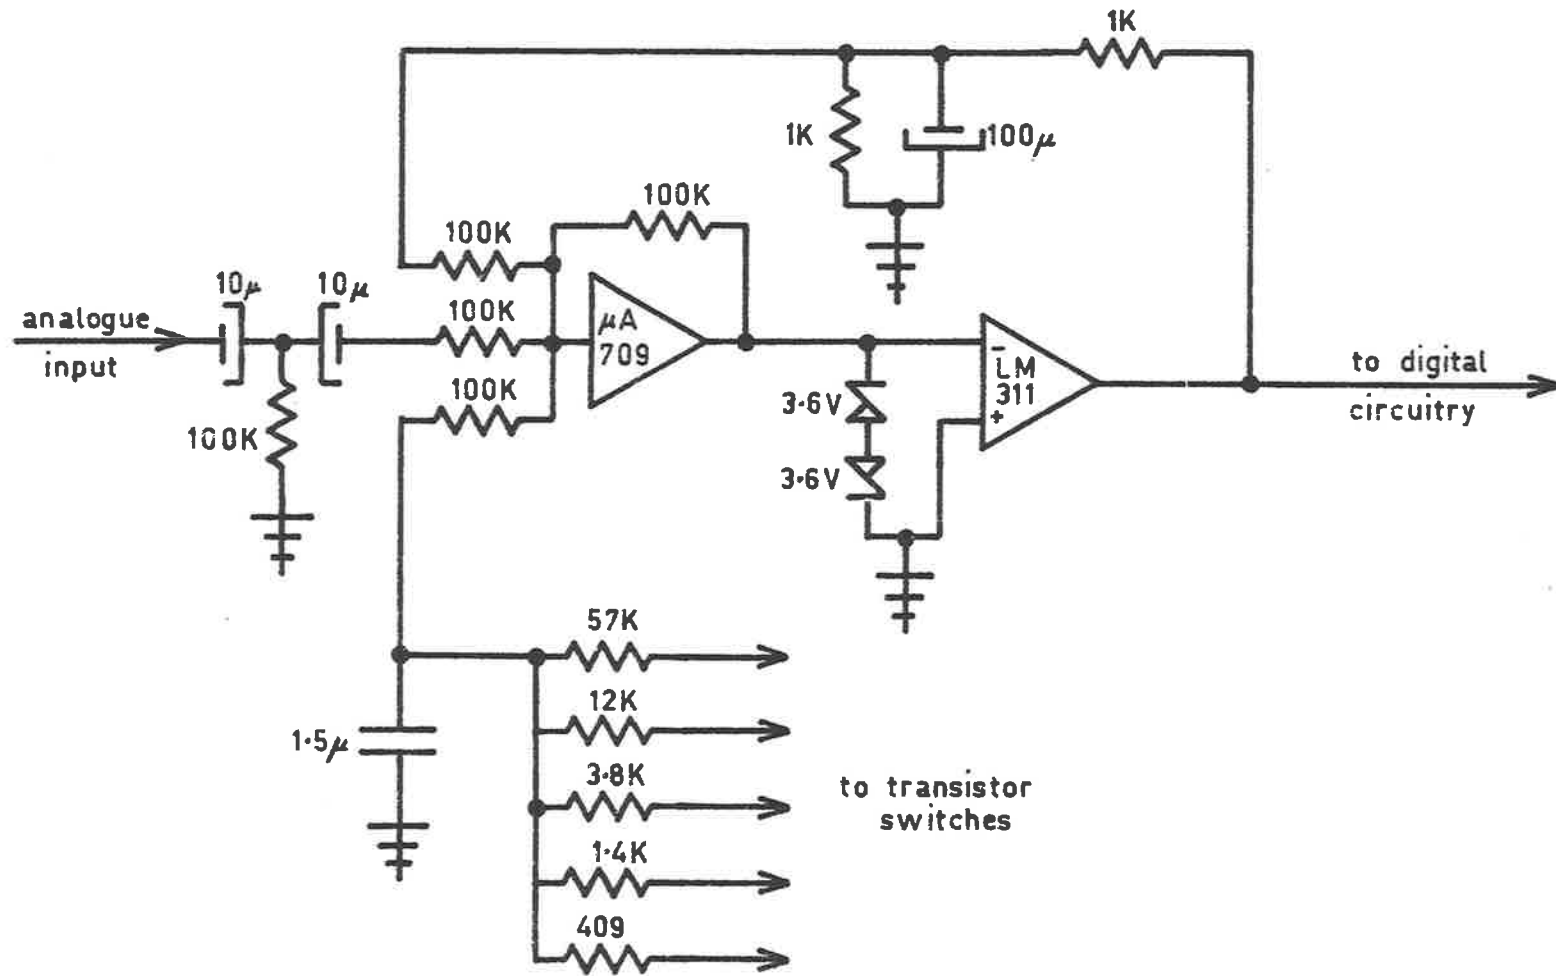 1K
1K
100μ
100K
100K
10μ
10μ
analogue
input
100K
μA
709
100K
100K
-
LM
311
+
to digital
circuitry
3·6V
3·6V
57K
12K
1·5μ
3·8K
to transistor
switches
1·4K
409